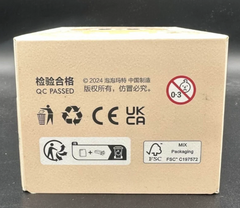 检验合格
QC PASSED
© 2024 泡泡玛特 中国制造
版权所有，仿冒必究。
0-3
CE
UK
CA
FSC
MIX
Packaging
FSC® C197572